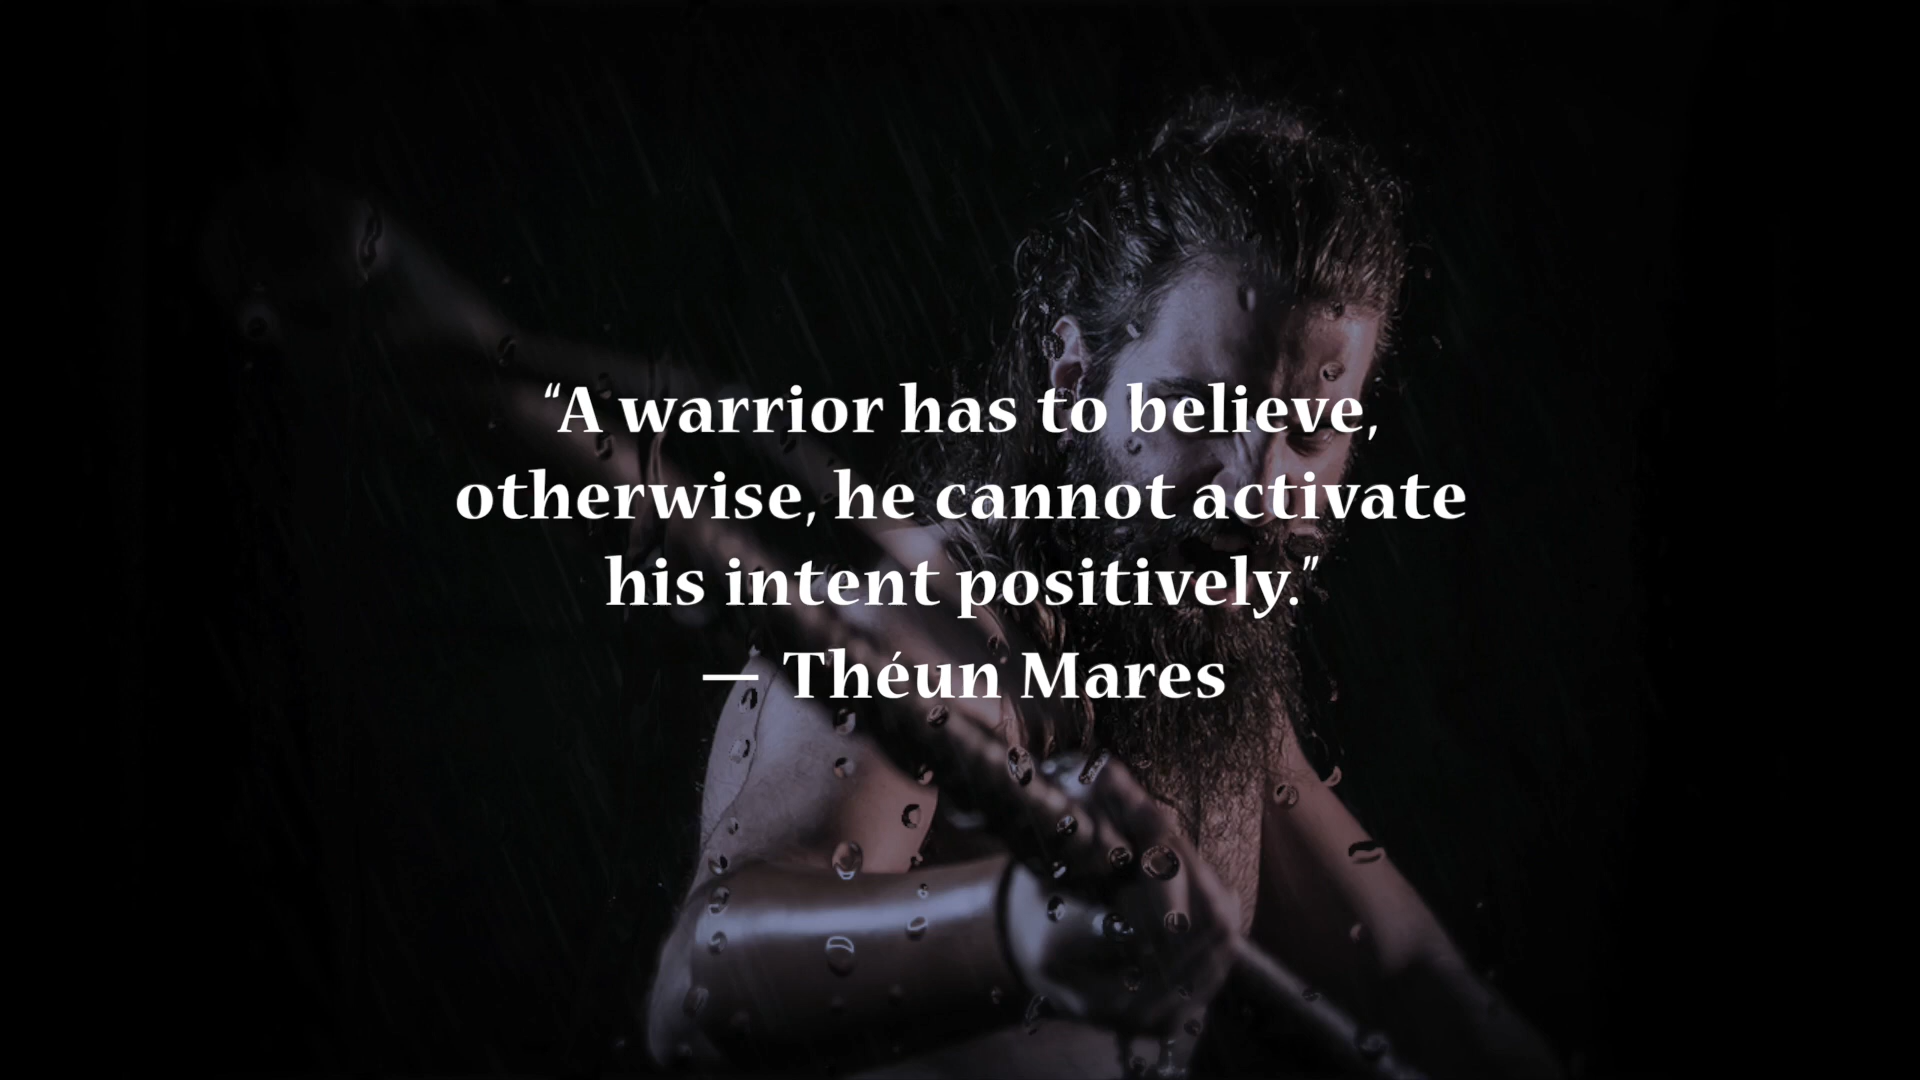 “A warrior has to believe,
otherwise, he cannot activate
his intent positively.”
— Théun Mares